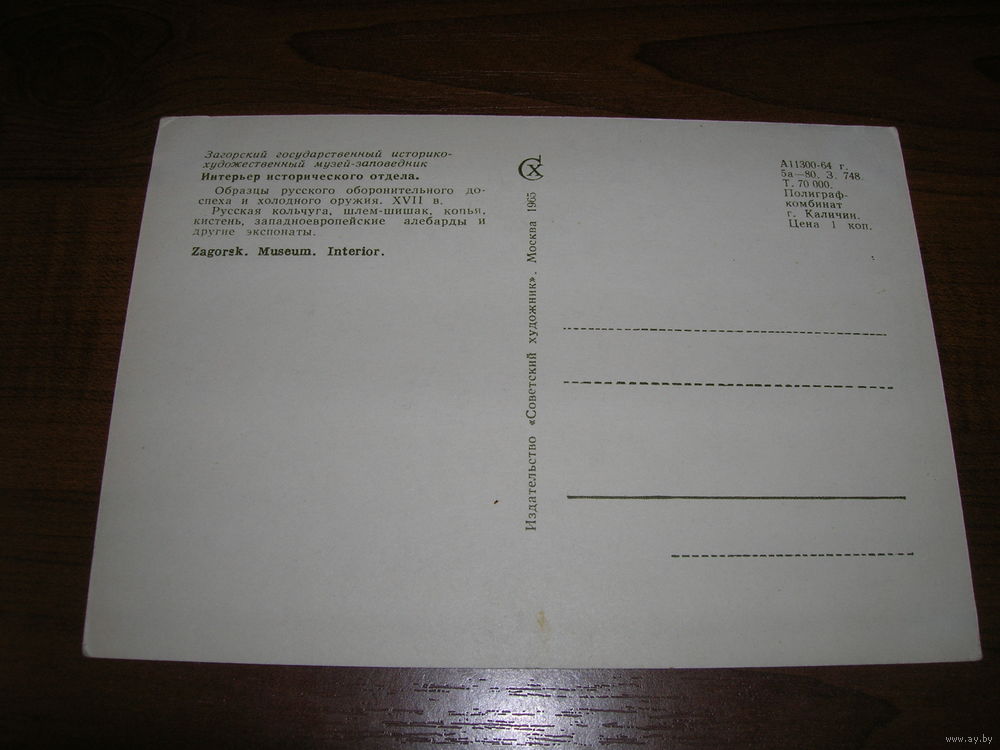 Загорский государственный историко-
художественный музей-заповедник
Интерьер исторического отдела.
Образцы русского оборонительного до-
спеха и холодного оружия. XVII в.
Русская кольчуга, шлем-шишак, копья,
кистень, западноевропейские алебарды и
другие экспонаты.
Zagorsk. Museum. Interior.
СХ
Издательство «Советский художник». Москва 1965
А11300-64 г.
5а—80. З. 748.
Т. 70 000.
Полиграф-
комбинат
г. Калинин.
Цена 1 коп.
www.ay.by